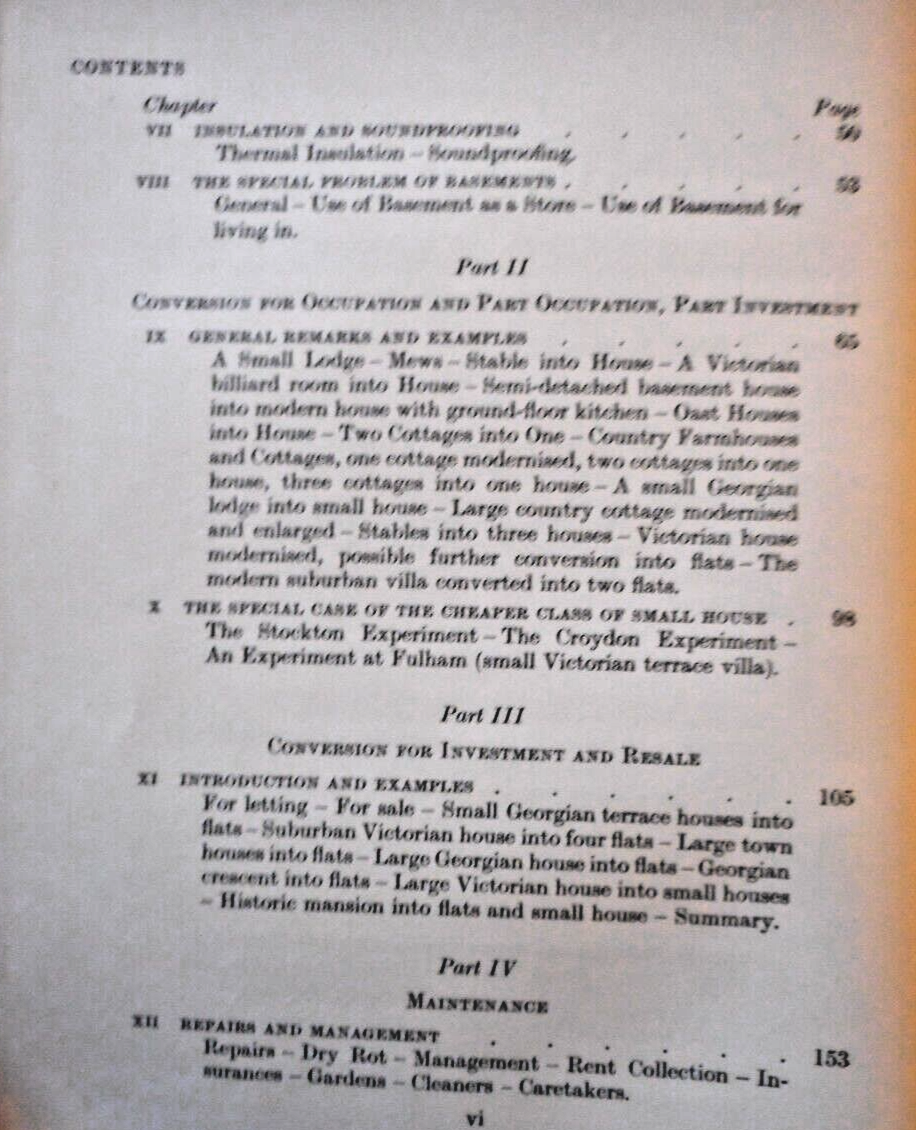 CONTENTS
Chapter Page
VII INSULATION AND SOUNDPROOFING . . . . . 50
Thermal Insulation – Soundproofing.
VIII THE SPECIAL PROBLEM OF BASEMENTS . . . . . 53
General – Use of Basement as a Store – Use of Basement for
living in.
Part II
CONVERSION FOR OCCUPATION AND PART OCCUPATION, PART INVESTMENT
IX GENERAL REMARKS AND EXAMPLES . . . . . 65
A Small Lodge – Mews – Stable into House – A Victorian
billiard room into House – Semi-detached basement house
into modern house with ground-floor kitchen – Oast Houses
into House – Two Cottages into One – Country Farmhouses
and Cottages, one cottage modernised, two cottages into one
house, three cottages into one house – A small Georgian
lodge into small house – Large country cottage modernised
and enlarged – Stables into three houses – Victorian house
modernised, possible further conversion into flats – The
modern suburban villa converted into two flats.
X THE SPECIAL CASE OF THE CHEAPER CLASS OF SMALL HOUSE . 98
The Stockton Experiment – The Croydon Experiment –
An Experiment at Fulham (small Victorian terrace villa).
Part III
CONVERSION FOR INVESTMENT AND RESALE
XI INTRODUCTION AND EXAMPLES . . . . . . 105
For letting – For sale – Small Georgian terrace houses into
flats – Suburban Victorian house into four flats – Large town
houses into flats – Large Georgian house into flats – Georgian
crescent into flats – Large Victorian house into small houses
– Historic mansion into flats and small house – Summary.
Part IV
MAINTENANCE
XII REPAIRS AND MANAGEMENT . . . . . . 153
Repairs – Dry Rot – Management – Rent Collection – In-
surances – Gardens – Cleaners – Caretakers.
vi